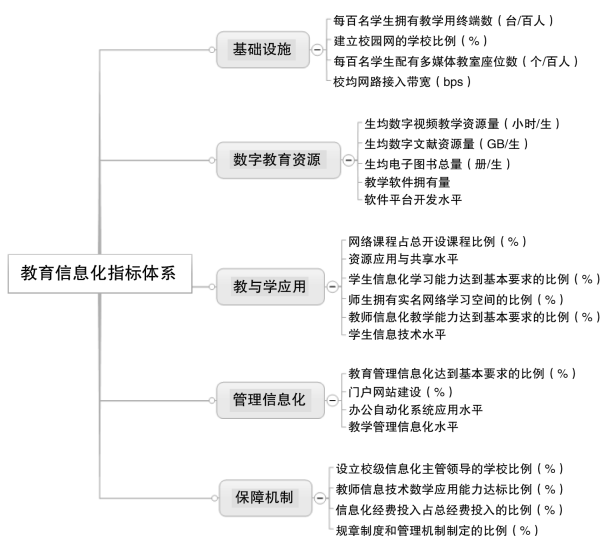 教育信息化指标体系
基础设施
每百名学生拥有教学用终端数（台/百人）
建立校园网的学校比例（%）
每百名学生配有多媒体教室座位数（个/百人）
校均网路接入带宽（bps）
数字教育资源
生均数字视频教学资源量（小时/生）
生均数字文献资源量（GB/生）
生均电子图书总量（册/生）
教学软件拥有量
软件平台开发水平
教与学应用
网络课程占总开设课程比例（%）
资源应用与共享水平
学生信息化学习能力达到基本要求的比例（%）
师生拥有实名网络学习空间的比例（%）
教师信息化教学能力达到基本要求的比例（%）
学生信息技术水平
管理信息化
教育管理信息化达到基本要求的比例（%）
门户网站建设（%）
办公自动化系统应用水平
教学管理信息化水平
保障机制
设立校级信息化主管领导的学校比例（%）
教师信息技术数学应用能力达标比例（%）
信息化经费投入占总经费投入的比例（%）
规章制度和管理机制制定的比例（%）